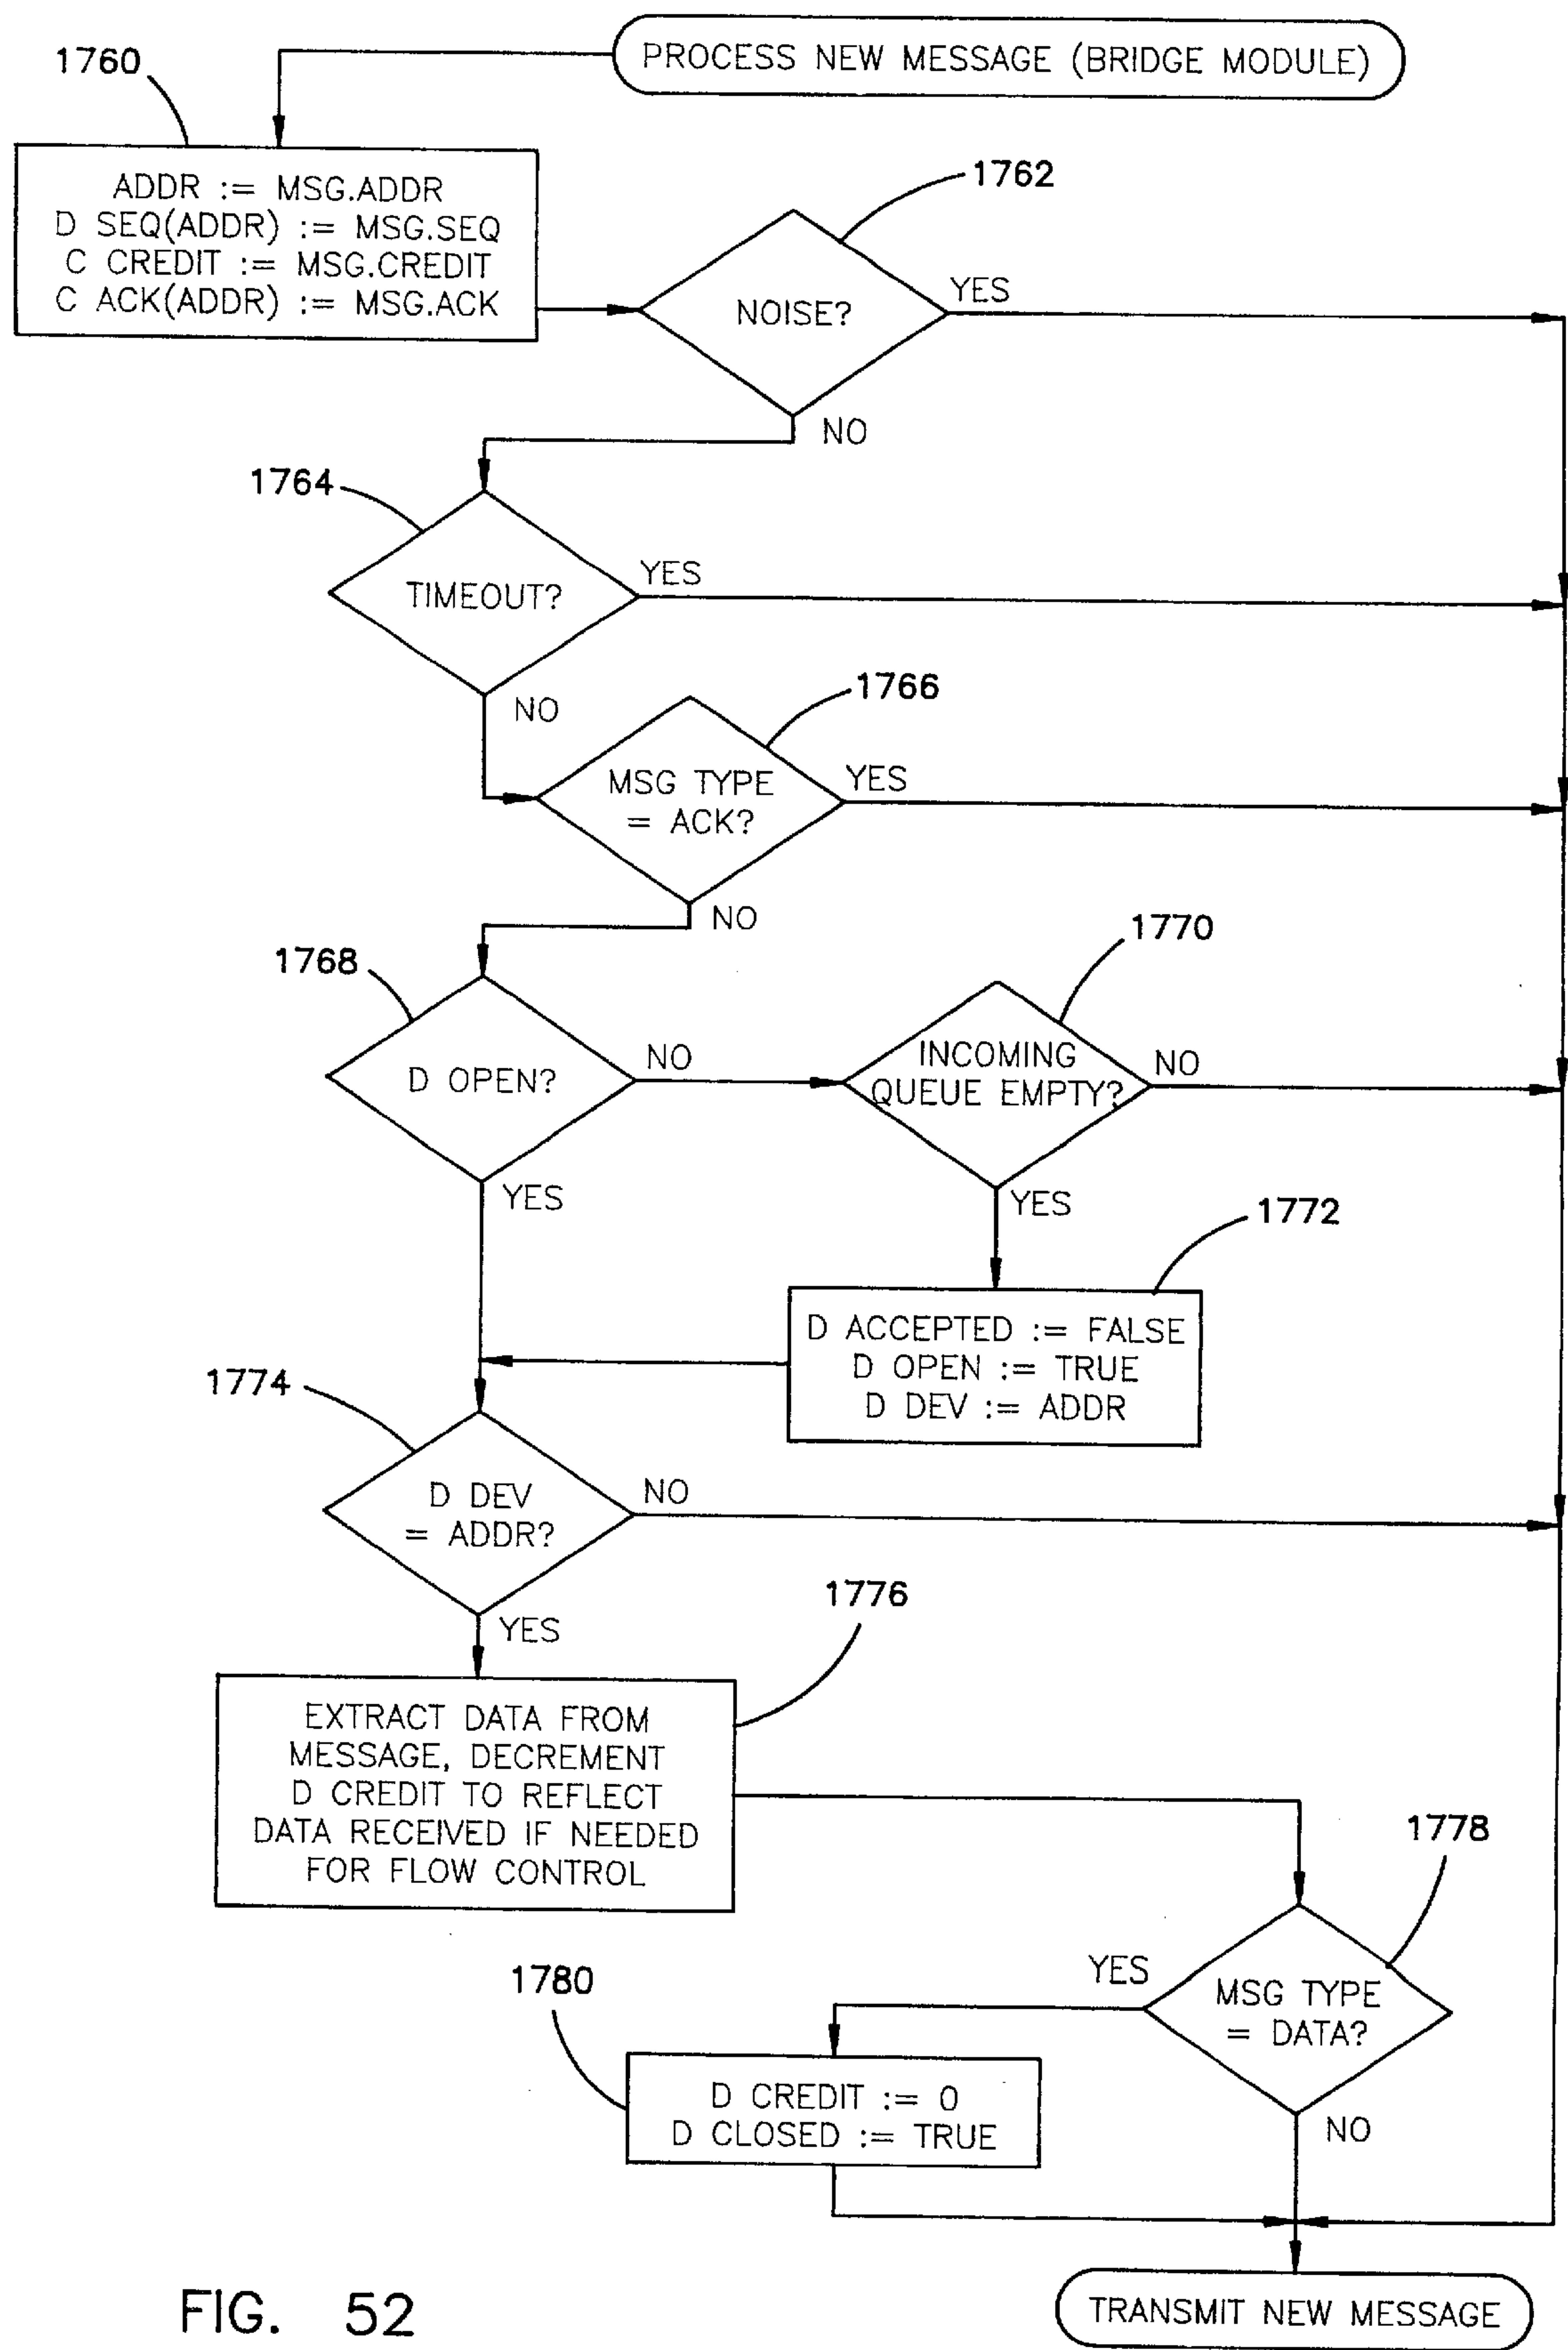 PROCESS NEW MESSAGE (BRIDGE MODULE)
1760
ADDR := MSG.ADDR
D SEQ(ADDR) := MSG.SEQ
C CREDIT := MSG.CREDIT
C ACK(ADDR) := MSG.ACK
1762
NOISE?
YES
NO
1764
TIMEOUT?
YES
NO
1766
MSG TYPE
= ACK?
YES
NO
1768
D OPEN?
NO
YES
1770
INCOMING
QUEUE EMPTY?
NO
YES
1772
D ACCEPTED := FALSE
D OPEN := TRUE
D DEV := ADDR
1774
D DEV
= ADDR?
NO
YES
1776
EXTRACT DATA FROM
MESSAGE, DECREMENT
D CREDIT TO REFLECT
DATA RECEIVED IF NEEDED
FOR FLOW CONTROL
1778
MSG TYPE
= DATA?
YES
NO
1780
D CREDIT := 0
D CLOSED := TRUE
TRANSMIT NEW MESSAGE
FIG. 52